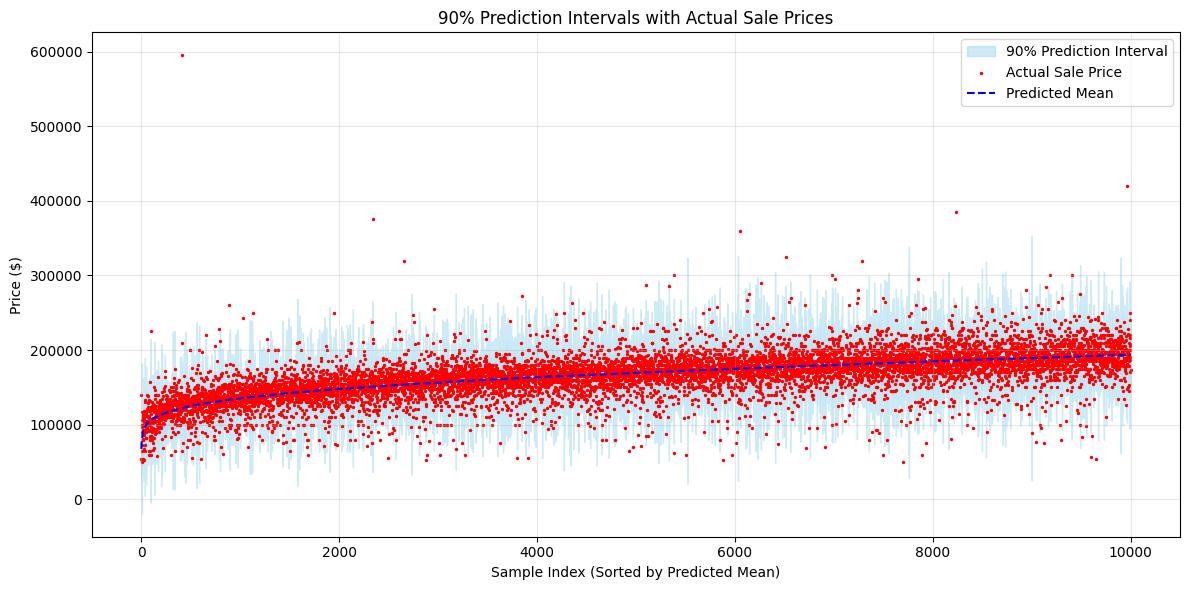 90% Prediction Intervals with Actual Sale Prices
600000
500000
400000
300000
200000
100000
0
Price ($)
90% Prediction Interval
Actual Sale Price
Predicted Mean
0 2000 4000 6000 8000 10000
Sample Index (Sorted by Predicted Mean)